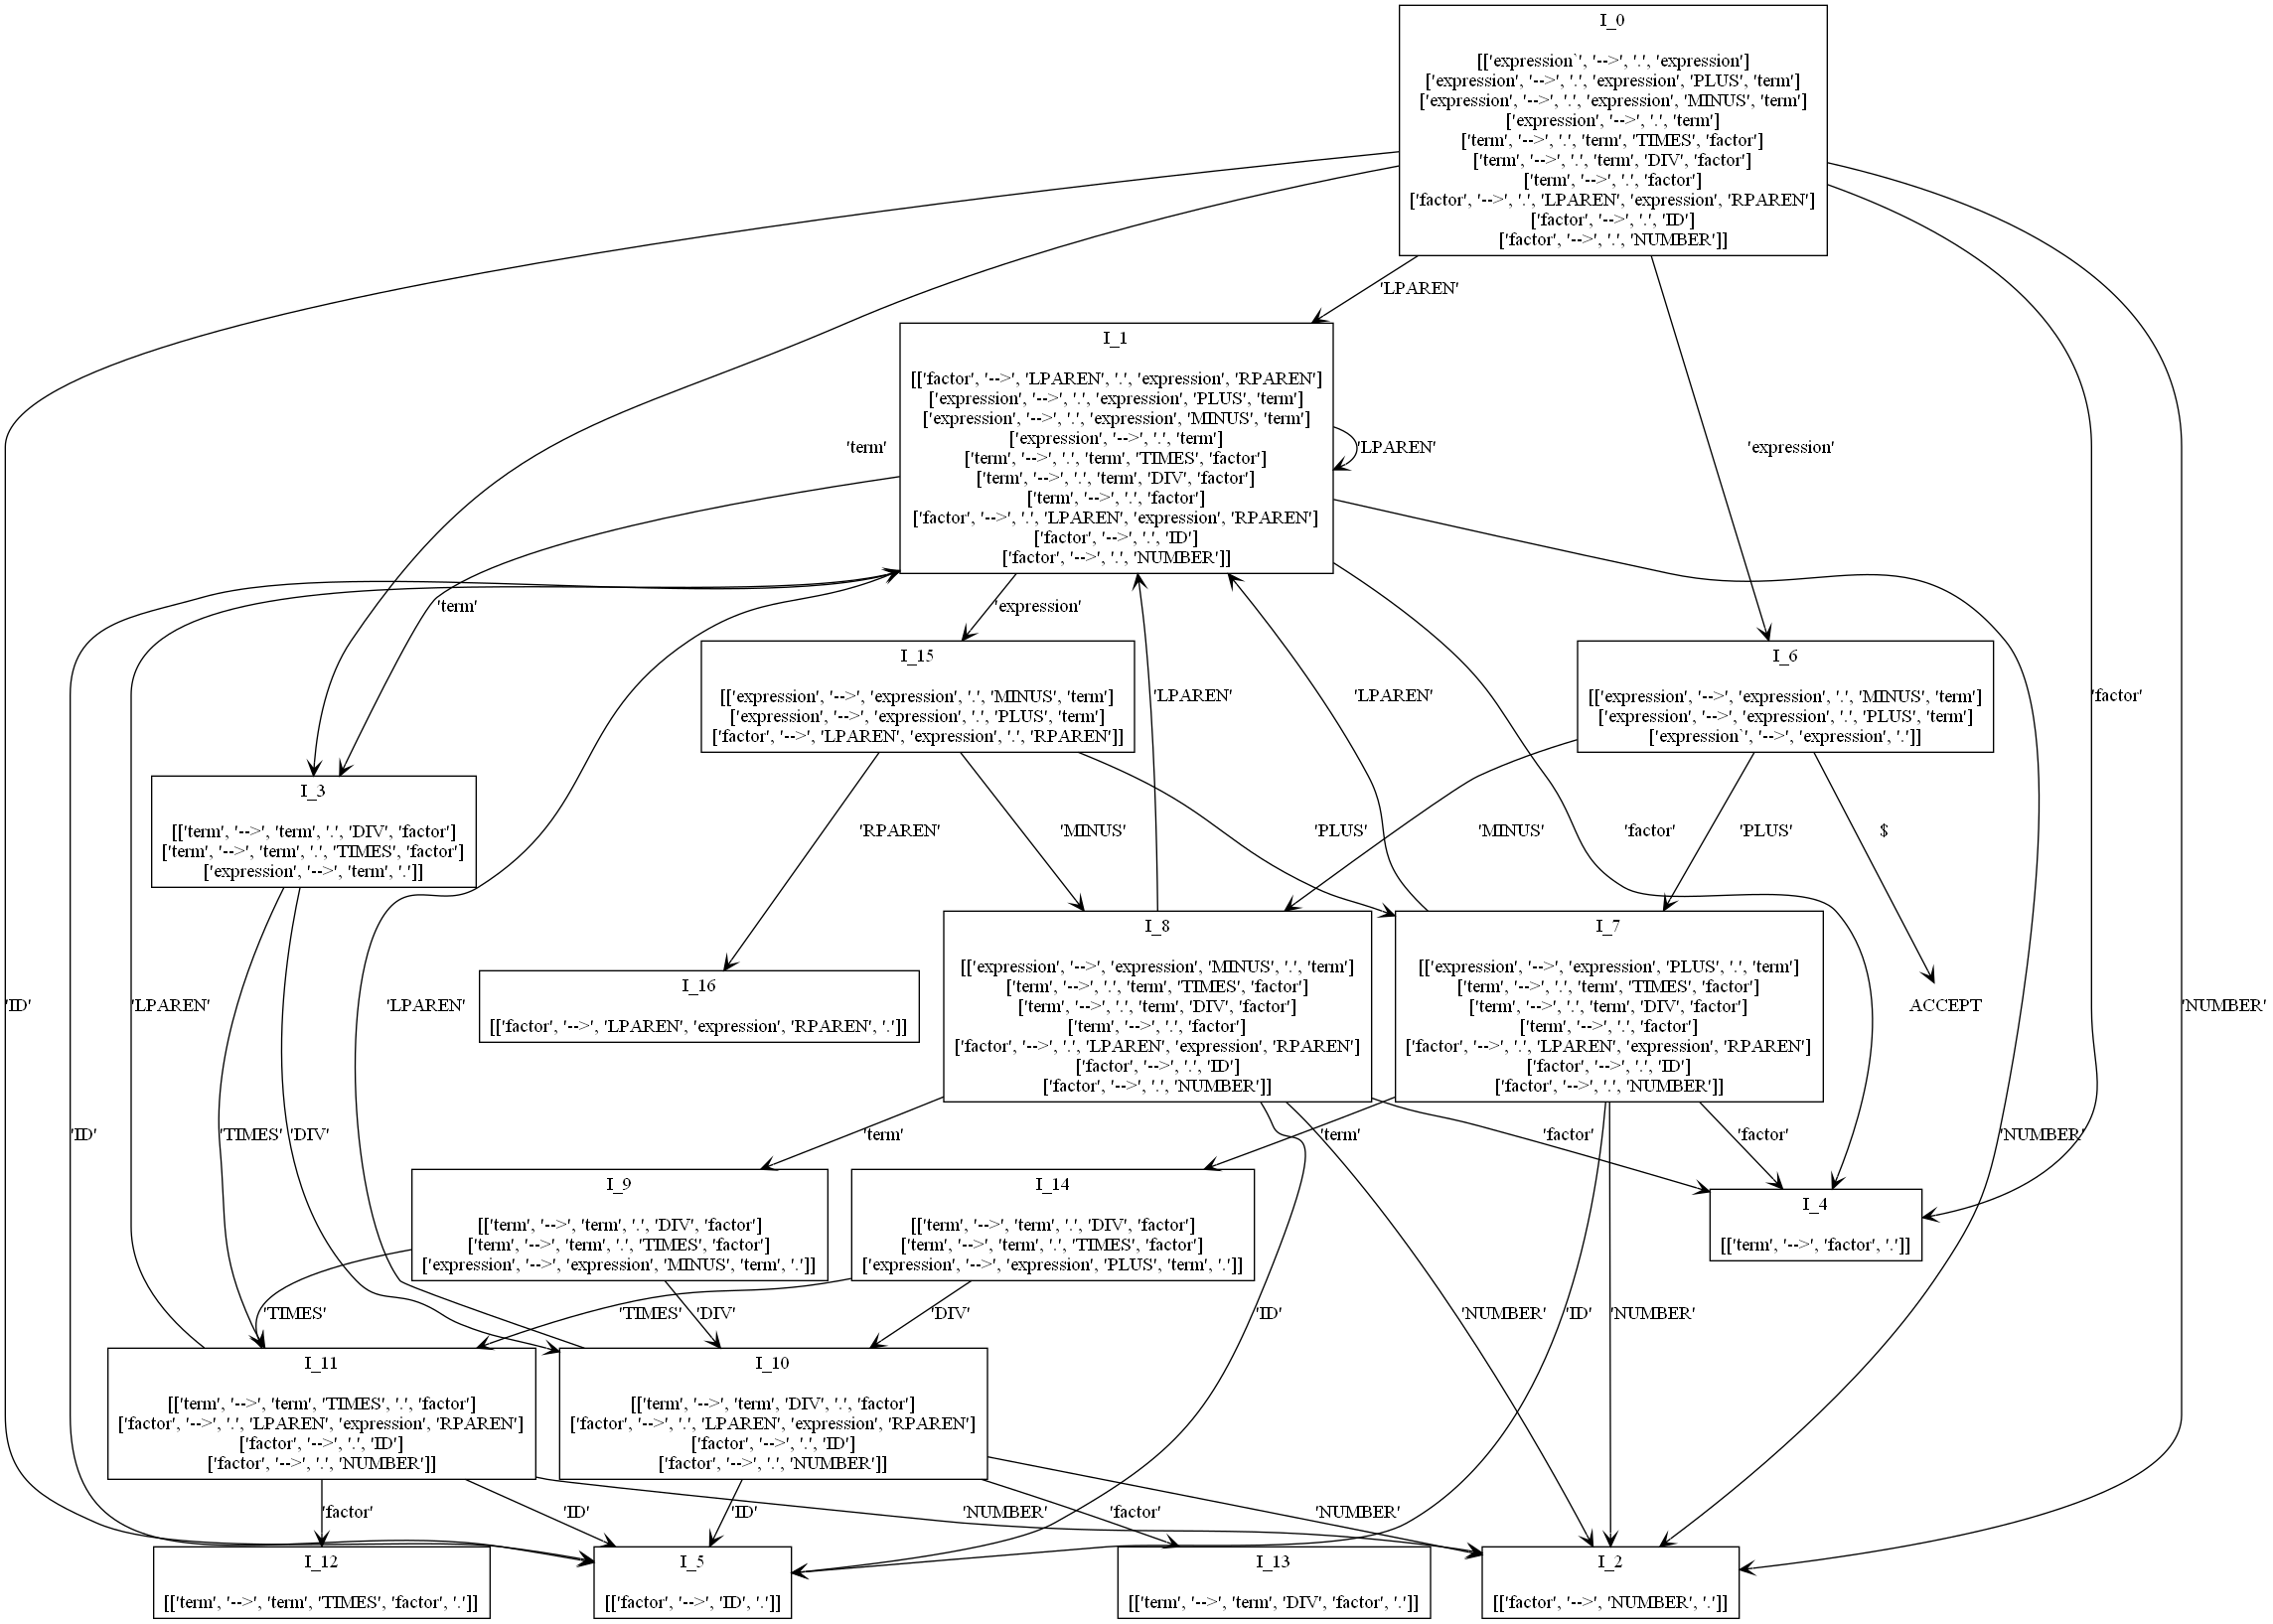 I_0
[['expression`', '-->', '.', 'expression']
['expression', '-->', '.', 'expression', 'PLUS', 'term']
['expression', '-->', '.', 'expression', 'MINUS', 'term']
['expression', '-->', '.', 'term']
['term', '-->', '.', 'term', 'TIMES', 'factor']
['term', '-->', '.', 'term', 'DIV', 'factor']
['term', '-->', '.', 'factor']
['factor', '-->', '.', 'LPAREN', 'expression', 'RPAREN']
['factor', '-->', '.', 'ID']
['factor', '-->', '.', 'NUMBER']]
'LPAREN'
I_1
[['factor', '-->', 'LPAREN', '.', 'expression', 'RPAREN']
['expression', '-->', '.', 'expression', 'PLUS', 'term']
['expression', '-->', '.', 'expression', 'MINUS', 'term']
['expression', '-->', '.', 'term']
['term', '-->', '.', 'term', 'TIMES', 'factor']
['term', '-->', '.', 'term', 'DIV', 'factor']
['term', '-->', '.', 'factor']
['factor', '-->', '.', 'LPAREN', 'expression', 'RPAREN']
['factor', '-->', '.', 'ID']
['factor', '-->', '.', 'NUMBER']]
'term'
'LPAREN'
'expression'
'term'
'expression'
I_15
[['expression', '-->', 'expression', '.', 'MINUS', 'term']
['expression', '-->', 'expression', '.', 'PLUS', 'term']
['factor', '-->', 'LPAREN', 'expression', '.', 'RPAREN']]
'LPAREN'
'LPAREN'
I_6
[['expression', '-->', 'expression', '.', 'MINUS', 'term']
['expression', '-->', 'expression', '.', 'PLUS', 'term']
['expression`', '-->', 'expression', '.']]
'factor'
I_3
[['term', '-->', 'term', '.', 'DIV', 'factor']
['term', '-->', 'term', '.', 'TIMES', 'factor']
['expression', '-->', 'term', '.']]
'RPAREN'
'MINUS'
'PLUS'
'MINUS'
'factor'
'PLUS'
$
'ID'
'LPAREN'
'LPAREN'
I_16
[['factor', '-->', 'LPAREN', 'expression', 'RPAREN', '.']]
I_8
[['expression', '-->', 'expression', 'MINUS', '.', 'term']
['term', '-->', '.', 'term', 'TIMES', 'factor']
['term', '-->', '.', 'term', 'DIV', 'factor']
['term', '-->', '.', 'factor']
['factor', '-->', '.', 'LPAREN', 'expression', 'RPAREN']
['factor', '-->', '.', 'ID']
['factor', '-->', '.', 'NUMBER']]
I_7
[['expression', '-->', 'expression', 'PLUS', '.', 'term']
['term', '-->', '.', 'term', 'TIMES', 'factor']
['term', '-->', '.', 'term', 'DIV', 'factor']
['term', '-->', '.', 'factor']
['factor', '-->', '.', 'LPAREN', 'expression', 'RPAREN']
['factor', '-->', '.', 'ID']
['factor', '-->', '.', 'NUMBER']]
ACCEPT
'NUMBER'
'ID'
'TIMES'
'DIV'
'term'
'term'
'factor'
'factor'
'NUMBER'
I_9
[['term', '-->', 'term', '.', 'DIV', 'factor']
['term', '-->', 'term', '.', 'TIMES', 'factor']
['expression', '-->', 'expression', 'MINUS', 'term', '.']]
I_14
[['term', '-->', 'term', '.', 'DIV', 'factor']
['term', '-->', 'term', '.', 'TIMES', 'factor']
['expression', '-->', 'expression', 'PLUS', 'term', '.']]
I_4
[['term', '-->', 'factor', '.']]
'TIMES'
'TIMES'
'DIV'
'DIV'
'ID'
'NUMBER'
'ID'
'NUMBER'
I_11
[['term', '-->', 'term', 'TIMES', '.', 'factor']
['factor', '-->', '.', 'LPAREN', 'expression', 'RPAREN']
['factor', '-->', '.', 'ID']
['factor', '-->', '.', 'NUMBER']]
I_10
[['term', '-->', 'term', 'DIV', '.', 'factor']
['factor', '-->', '.', 'LPAREN', 'expression', 'RPAREN']
['factor', '-->', '.', 'ID']
['factor', '-->', '.', 'NUMBER']]
'factor'
'ID'
'ID'
'NUMBER'
'factor'
'NUMBER'
I_12
[['term', '-->', 'term', 'TIMES', 'factor', '.']]
I_5
[['factor', '-->', 'ID', '.']]
I_13
[['term', '-->', 'term', 'DIV', 'factor', '.']]
I_2
[['factor', '-->', 'NUMBER', '.']]